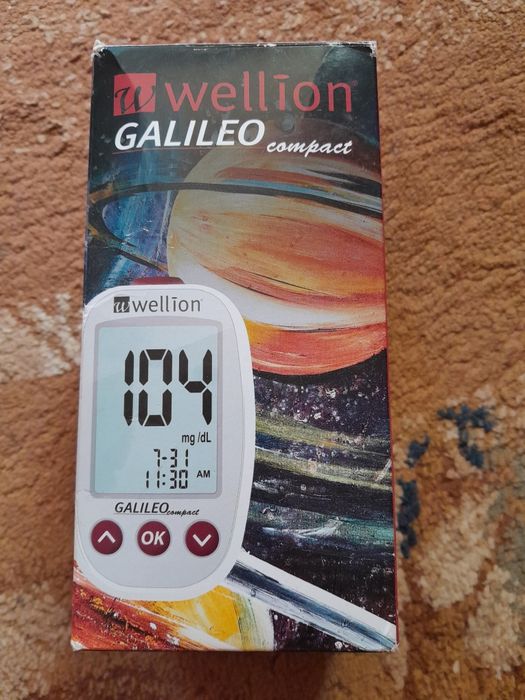 w wellion®
GALILEO compact
w wellion®
104
mg/dL
7-31
11:30 AM
GALILEO compact
OK